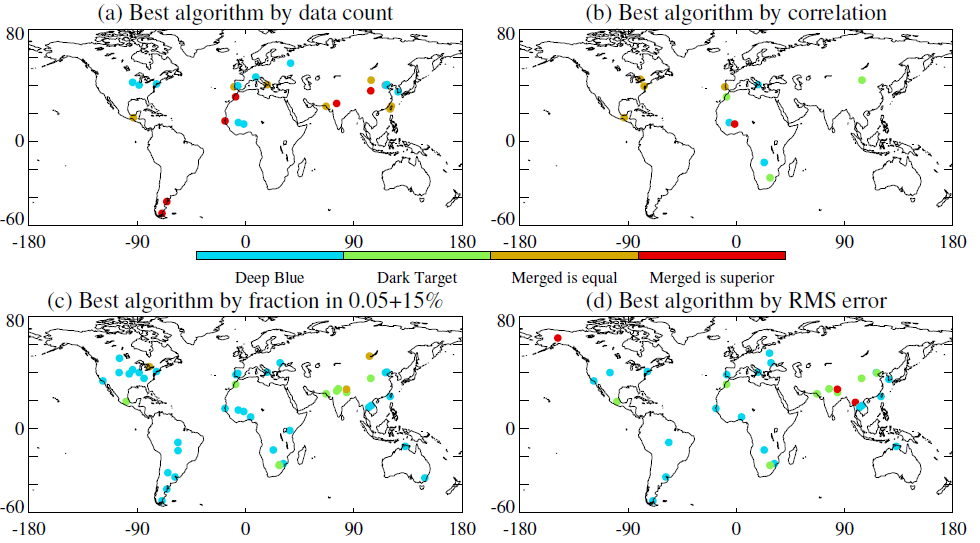 (a) Best algorithm by data count
(b) Best algorithm by correlation
80
0
-60
-180 -90 0 90 180
80
0
-60
-180 -90 0 90 180
Deep Blue Dark Target Merged is equal Merged is superior
(c) Best algorithm by fraction in 0.05+15%
(d) Best algorithm by RMS error
80
0
-60
-180 -90 0 90 180
80
0
-60
-180 -90 0 90 180